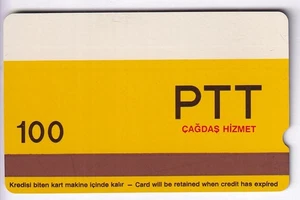 PTT
ÇAĞDAŞ HİZMET
100
Kredisi biten kart makine içinde kalır – Card will be retained when credit has expired